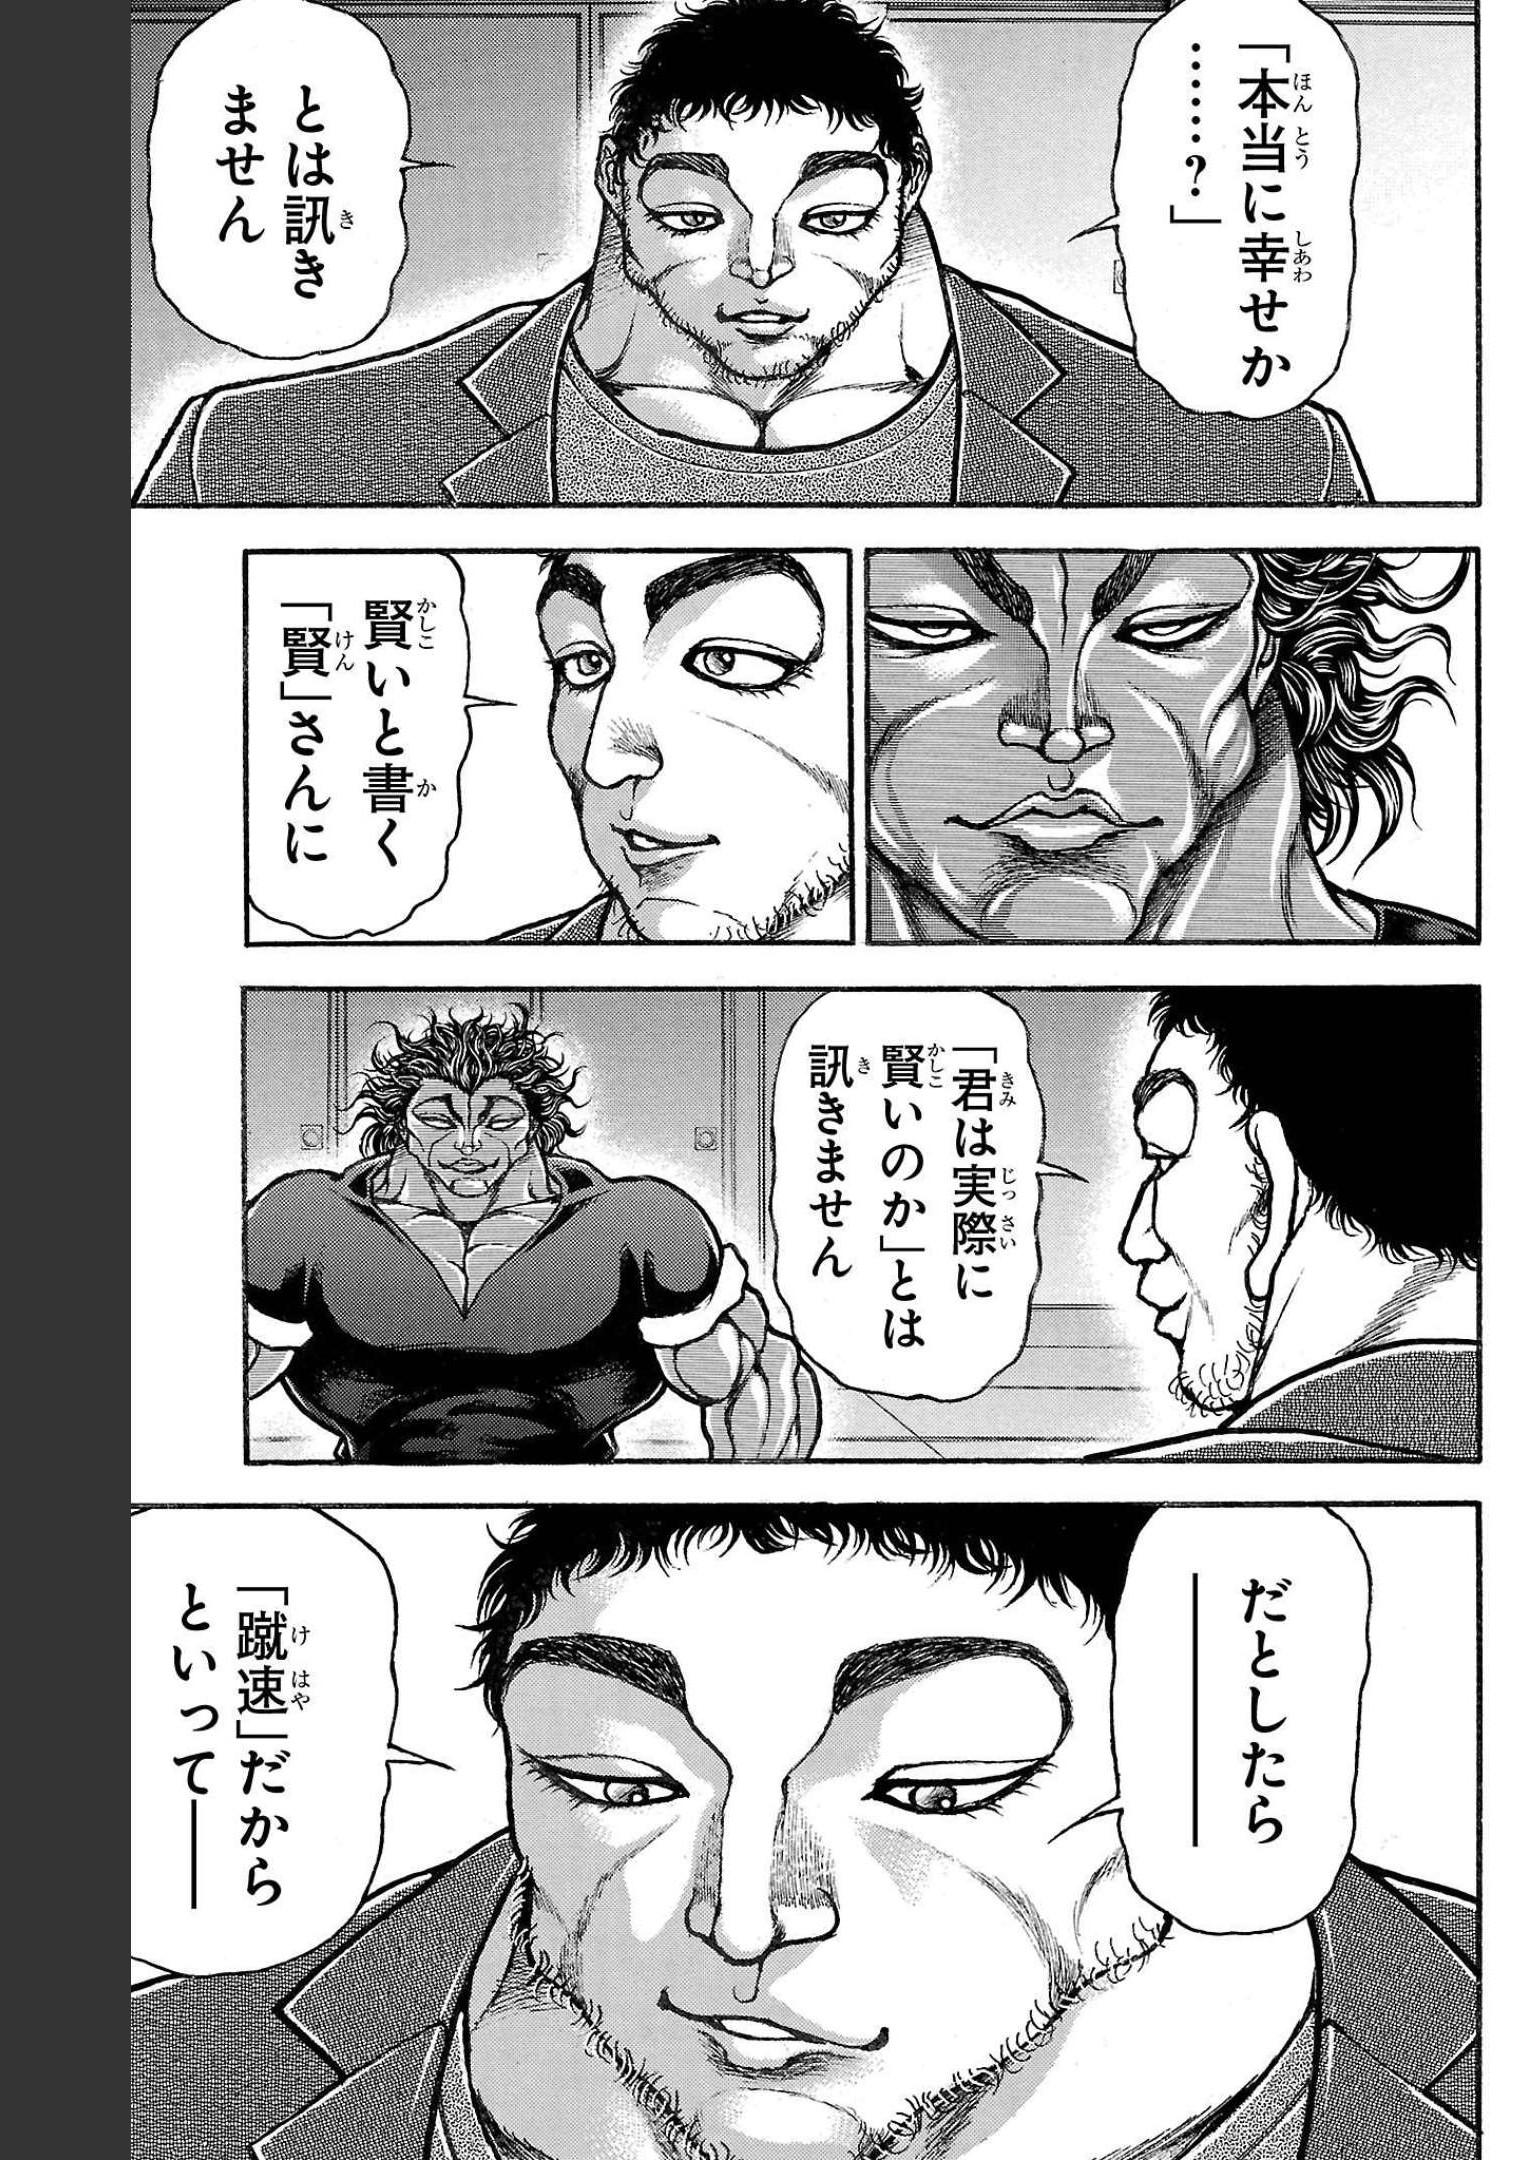 「本当に幸せか
………？」
とは訊き
ません
賢いと書く
「賢」さんに
「君は実際に
賢いのか」とは
訊きません
だとしたら
――
「蹴速」だから
といって――